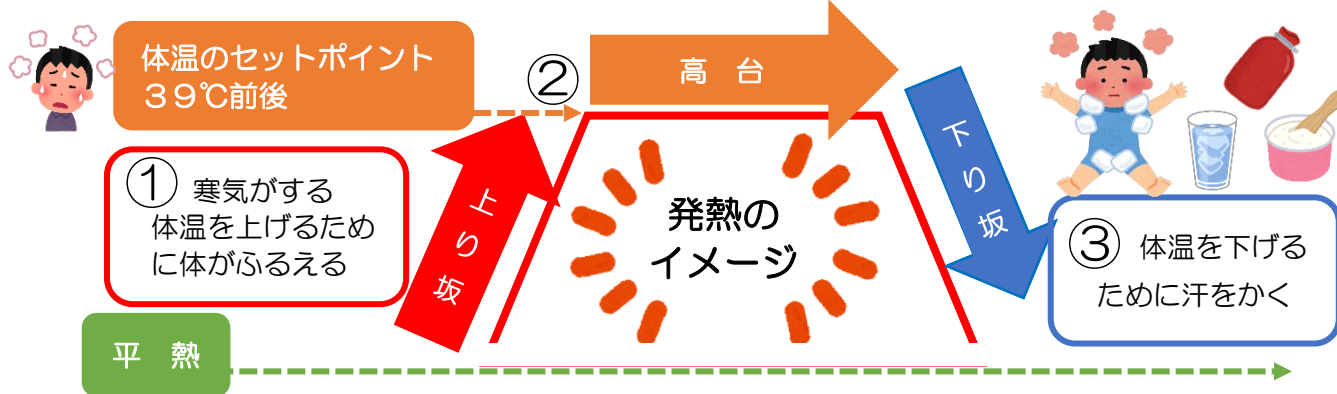 体温のセットポイント
39℃前後
① 寒気がする
体温を上げるため
に体がふるえる
上り坂
②
高 台
発熱の
イメージ
下り坂
③ 体温を下げる
ために汗をかく
平 熱